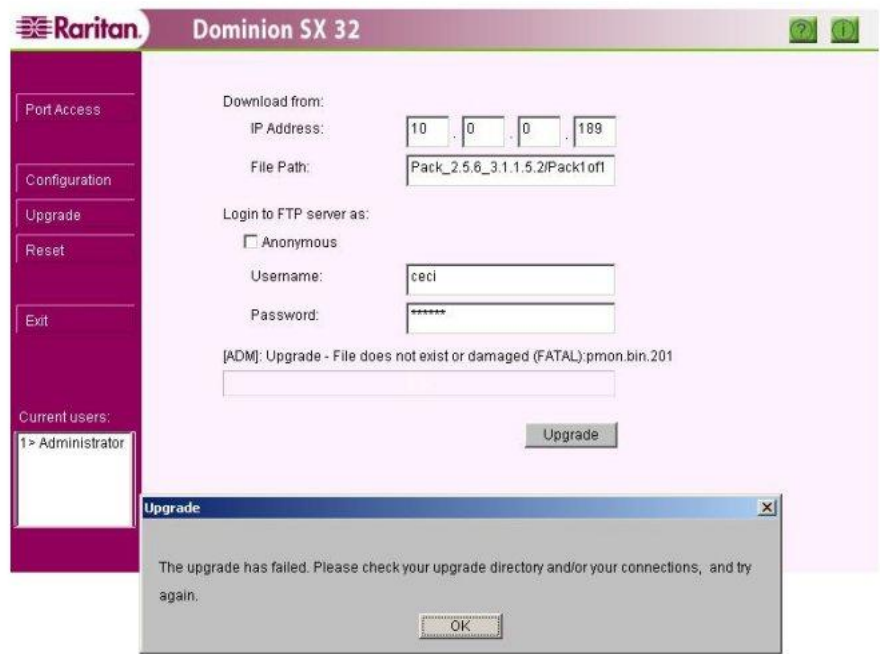 Raritan.
Dominion SX 32
?
i
Port Access
Configuration
Upgrade
Reset
Exit
Current users:
1> Administrator
Download from:
IP Address: 10 . 0 . 0 . 189
File Path: Pack_2.5.6_3.1.1.5.2/Pack1of1
Login to FTP server as:
Anonymous
Username: ceci
Password: ******
[ADM]: Upgrade - File does not exist or damaged (FATAL):pmon.bin.201
Upgrade
Upgrade
The upgrade has failed. Please check your upgrade directory and/or your connections, and try
again.
OK